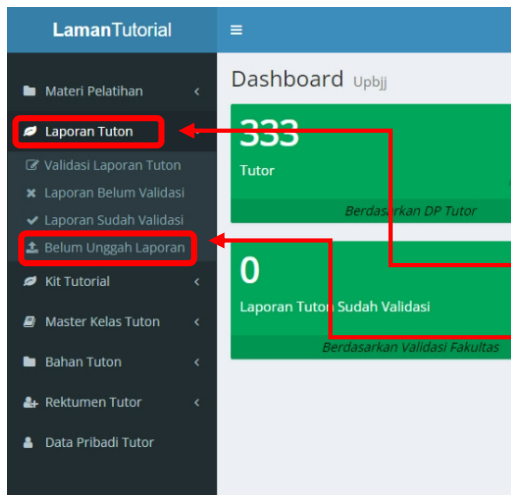 LamanTutorial
Materi Pelatihan
Laporan Tuton
Validasi Laporan Tuton
Laporan Belum Validasi
Laporan Sudah Validasi
Belum Unggah Laporan
Kit Tutorial
Master Kelas Tuton
Bahan Tuton
Rektumen Tutor
Data Pribadi Tutor
Dashboard Upbjj
333
Tutor
Berdasarkan DP Tutor
0
Laporan Tuton Sudah Validasi
Berdasarkan Validasi Fakultas